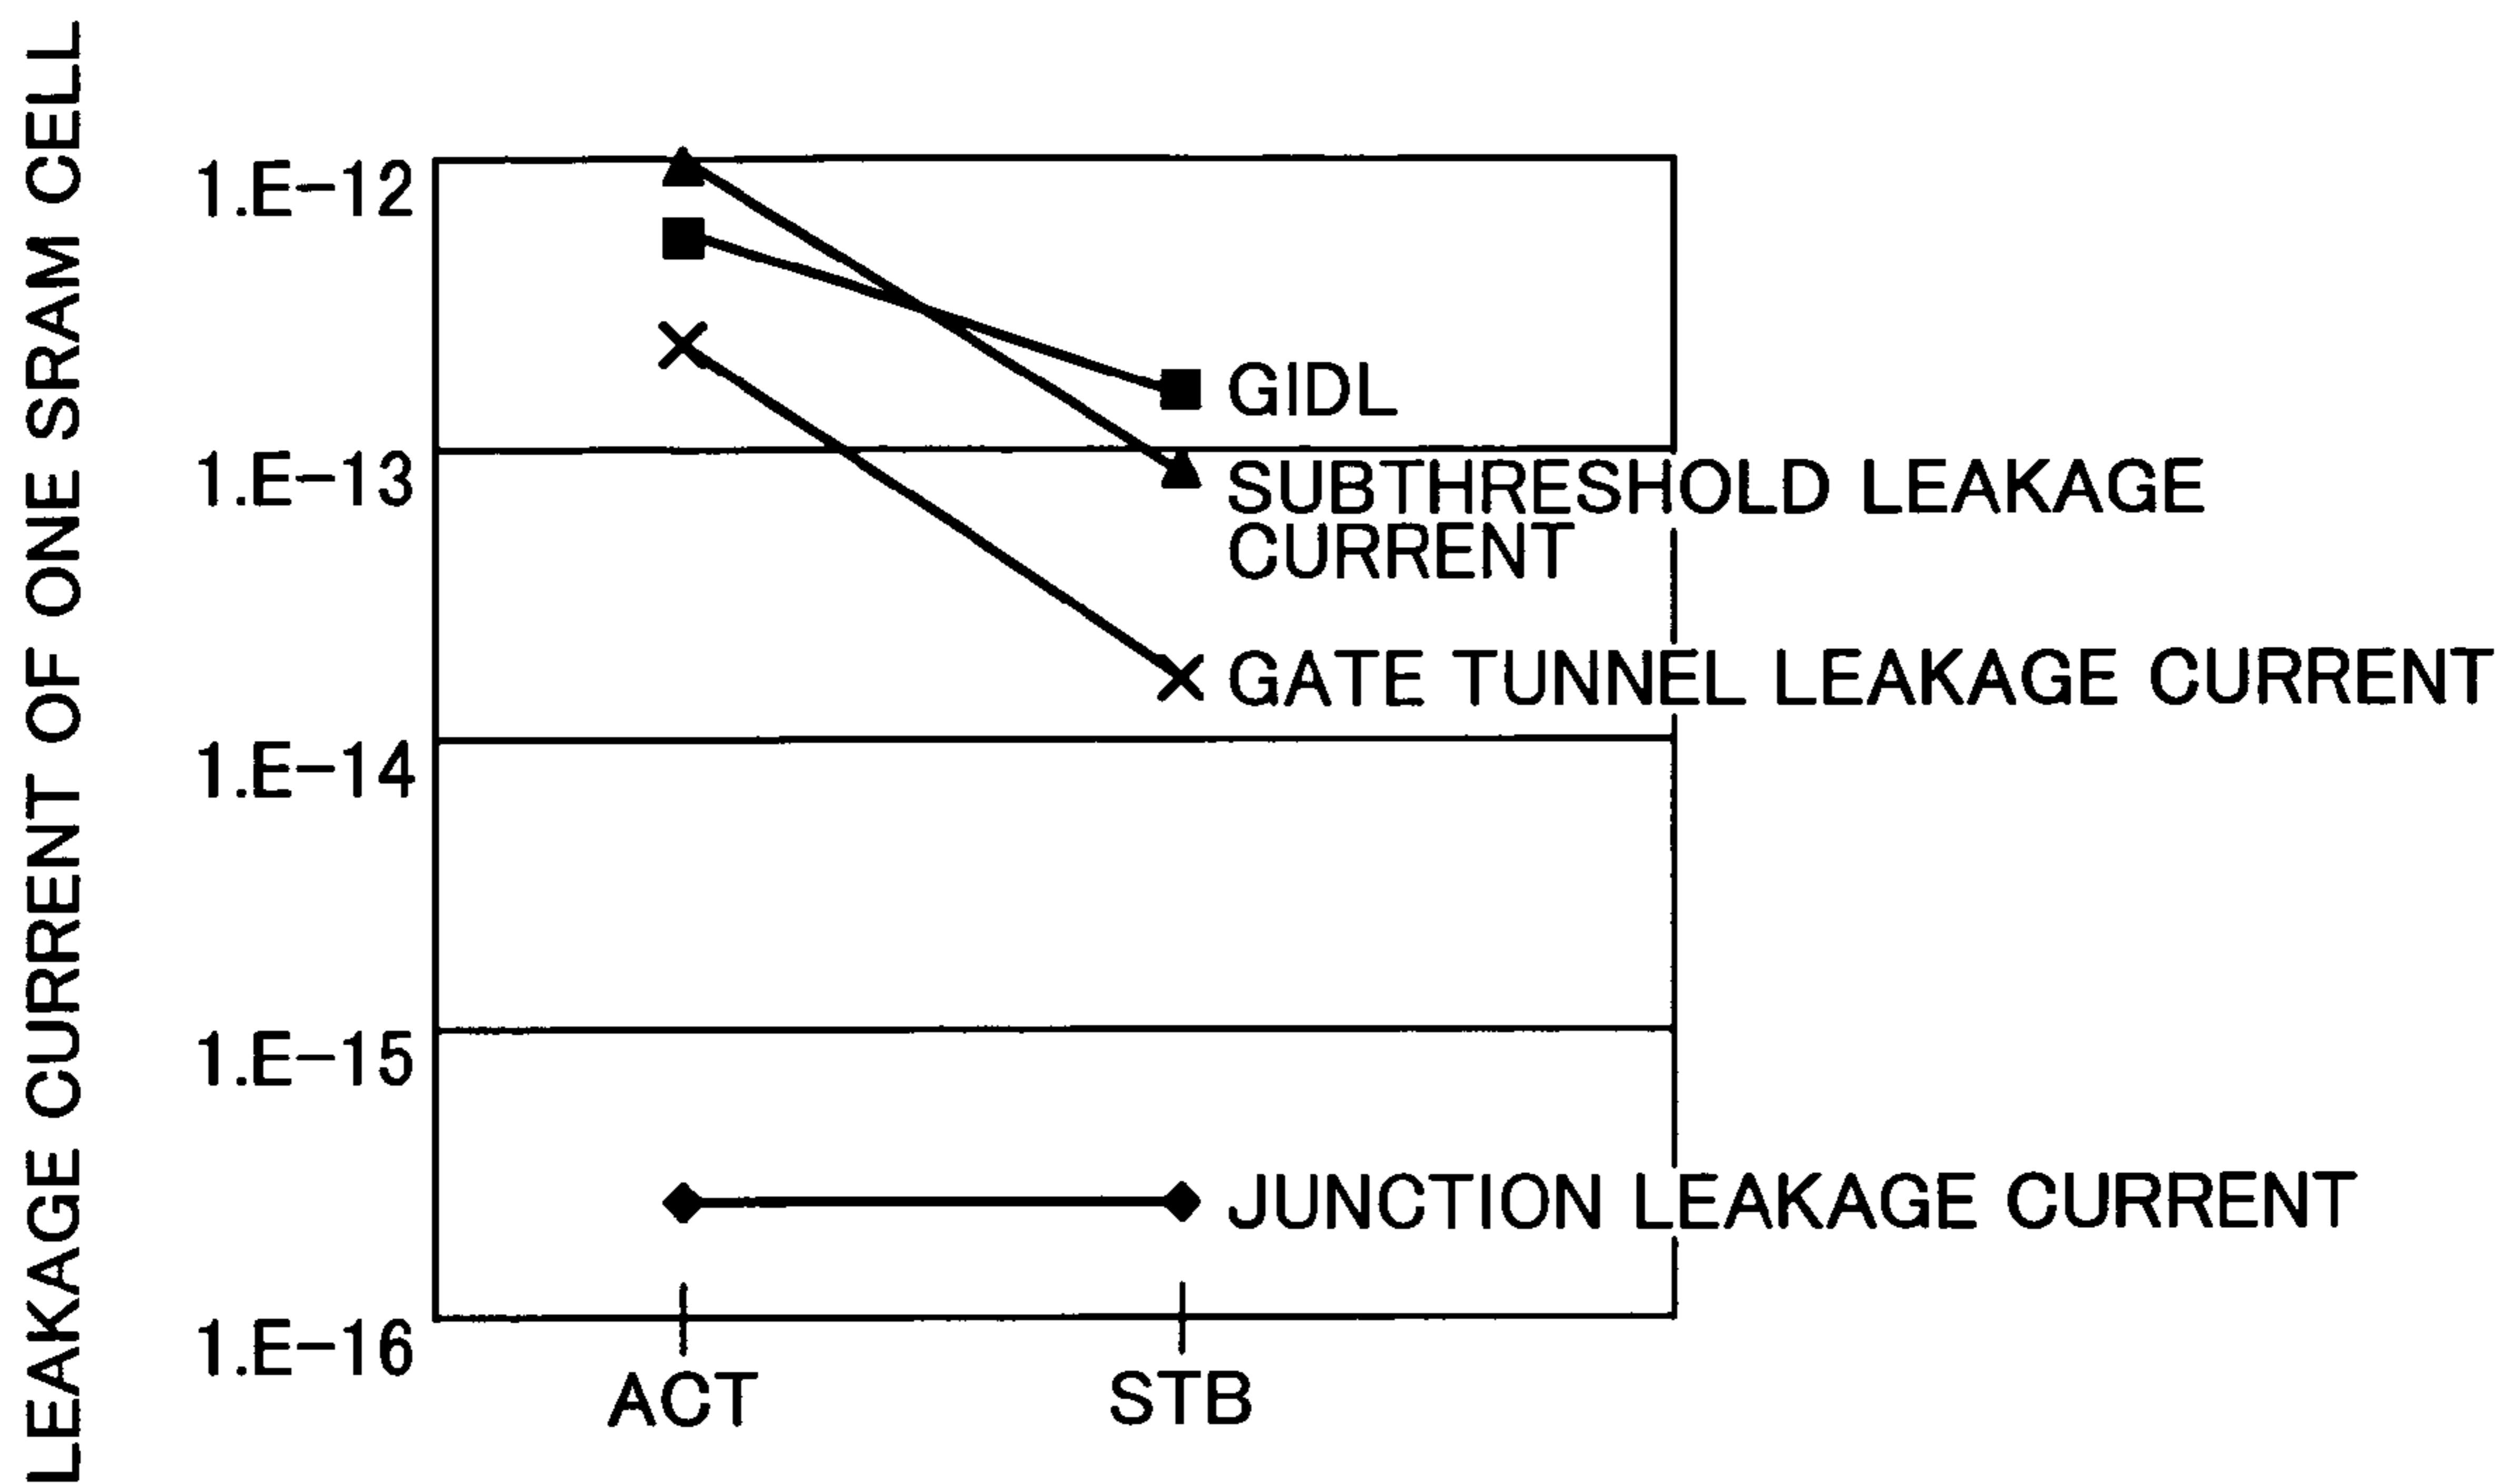 LEAKAGE CURRENT OF ONE SRAM CELL
1.E-12
1.E-13
1.E-14
1.E-15
1.E-16
GIDL
SUBTHRESHOLD LEAKAGE
CURRENT
GATE TUNNEL LEAKAGE CURRENT
JUNCTION LEAKAGE CURRENT
ACT
STB